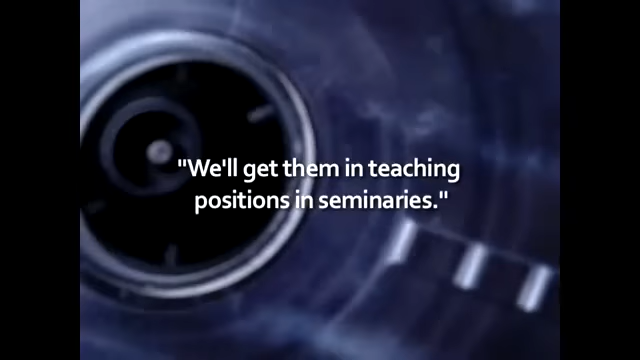 "We'll get them in teaching
positions in seminaries."